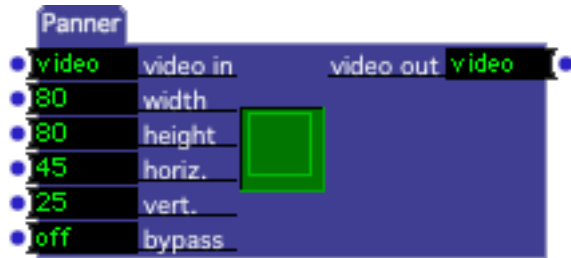 Panner
video video in video out video
80 width
80 height
45 horiz.
25 vert.
off bypass